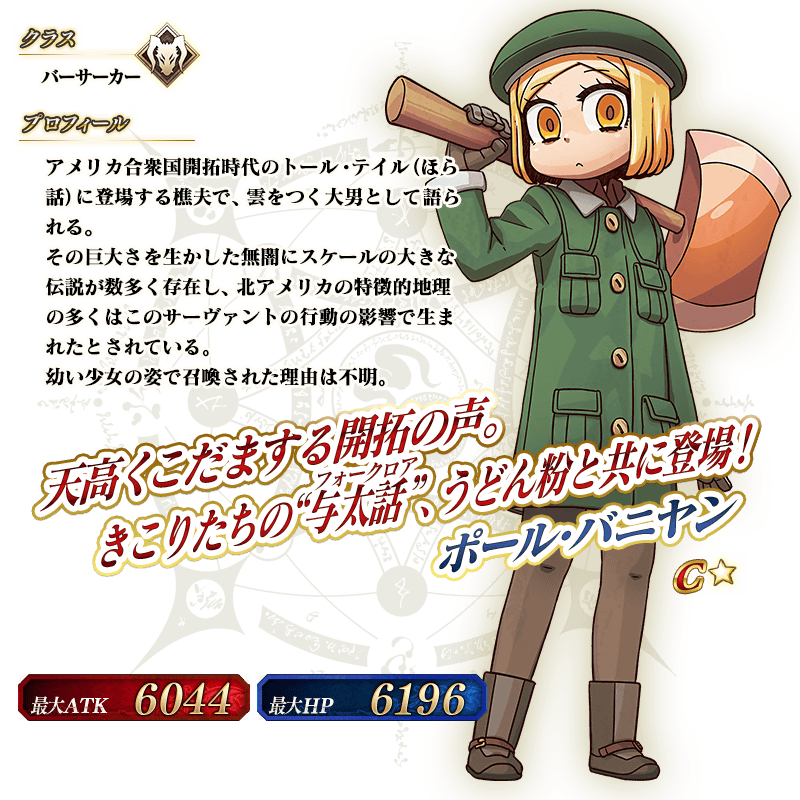 クラス
バーサーカー
プロフィール
アメリカ合衆国開拓時代のトール・テイル（ほら
話）に登場する樵夫で、雲をつく大男として語ら
れる。
その巨大さを生かした無闇にスケールの大きな
伝説が数多く存在し、北アメリカの特徴的地理
の多くはこのサーヴァントの行動の影響で生ま
れたとされている。
幼い少女の姿で召喚された理由は不明。
天高くこだまする開拓の声。
フォークロア
きこりたちの“与太話”、うどん粉と共に登場！
ポール・バニヤン
C☆
最大ATK 6044
最大HP 6196